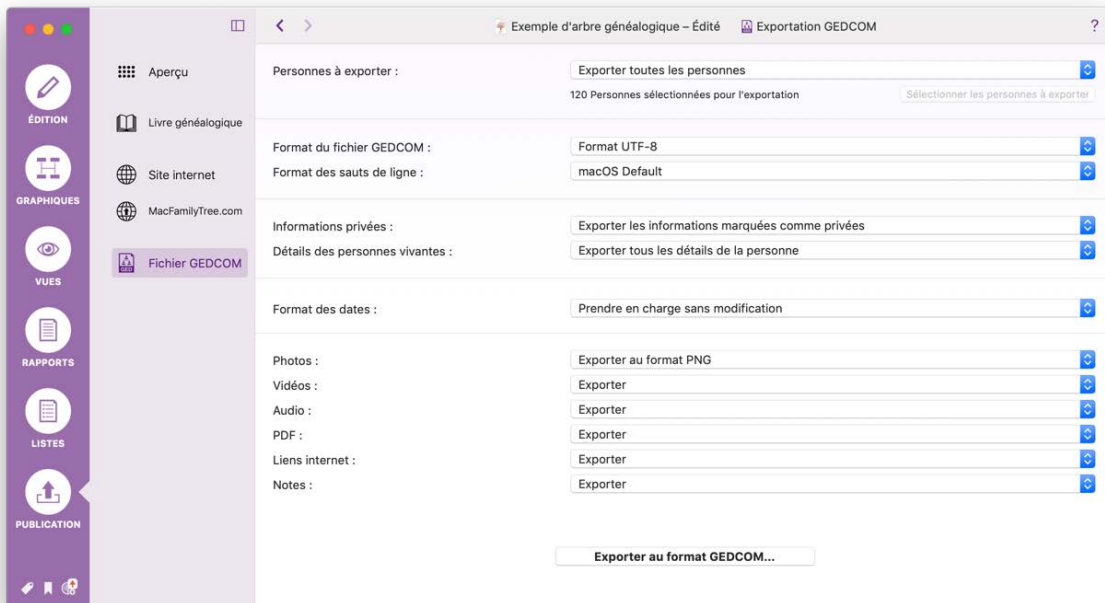 Exemple d'arbre généalogique – Édité Exportation GEDCOM ?
ÉDITION
GRAPHIQUES
VUES
RAPPORTS
LISTES
PUBLICATION
Aperçu
Livre généalogique
Site internet
MacFamilyTree.com
GED Fichier GEDCOM
Personnes à exporter : Exporter toutes les personnes
120 Personnes sélectionnées pour l'exportation Sélectionner les personnes à exporter
Format du fichier GEDCOM : Format UTF-8
Format des sauts de ligne : macOS Default
Informations privées : Exporter les informations marquées comme privées
Détails des personnes vivantes : Exporter tous les détails de la personne
Format des dates : Prendre en charge sans modification
Photos : Exporter au format PNG
Vidéos : Exporter
Audio : Exporter
PDF : Exporter
Liens internet : Exporter
Notes : Exporter
Exporter au format GEDCOM...